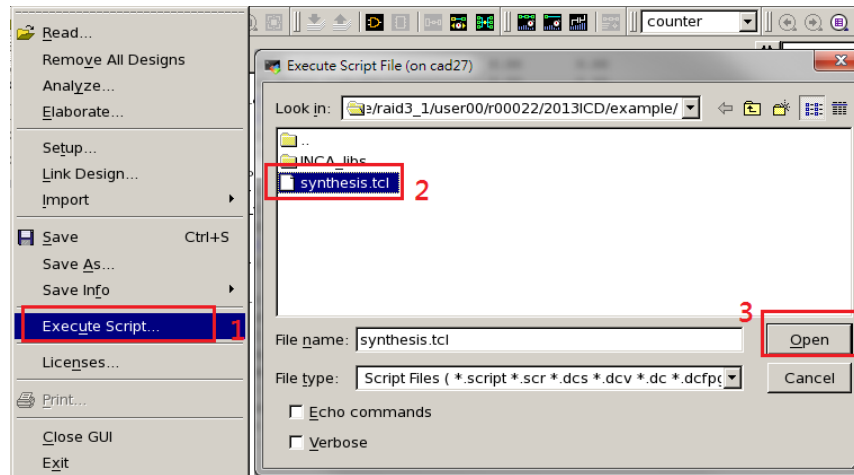 Read...
Remove All Designs
Analyze...
Elaborate...
Setup...
Link Design...
Import
Save Ctrl+S
Save As...
Save Info
Execute Script...
1
Licenses...
Print...
Close GUI
Exit
counter
Execute Script File (on cad27)
Look in: e/raid3_1/user00/r00022/2013ICD/example/
..
INCA_libs
synthesis.tcl
2
3
File name: synthesis.tcl
Open
File type: Script Files ( *.script *.scr *.dcs *.dcv *.dc *.dcfpg
Cancel
Echo commands
Verbose